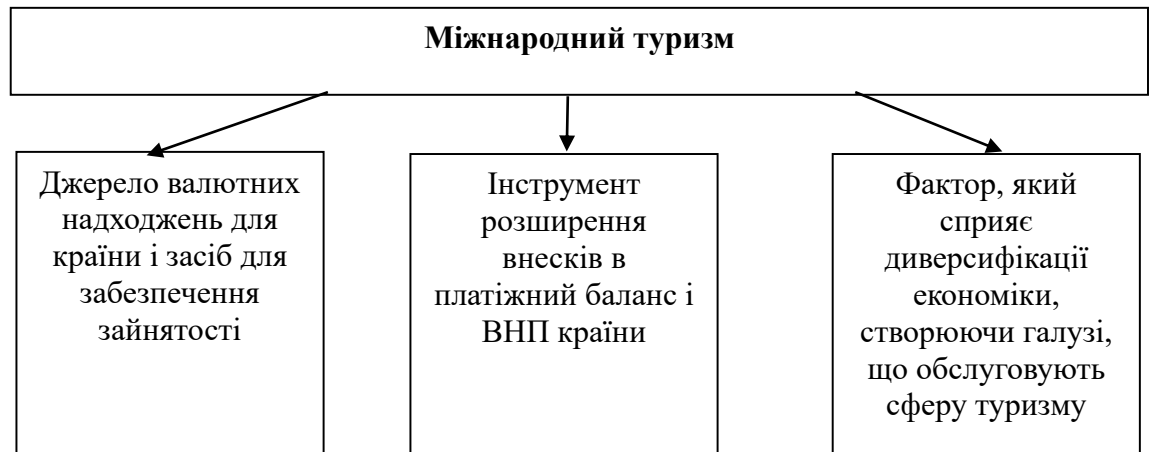 Міжнародний туризм
Джерело валютних
надходжень для
країни і засіб для
забезпечення
зайнятості
Інструмент
розширення
внесків в
платіжний баланс і
ВНП країни
Фактор, який
сприяє
диверсифікації
економіки,
створюючи галузі,
що обслуговують
сферу туризму